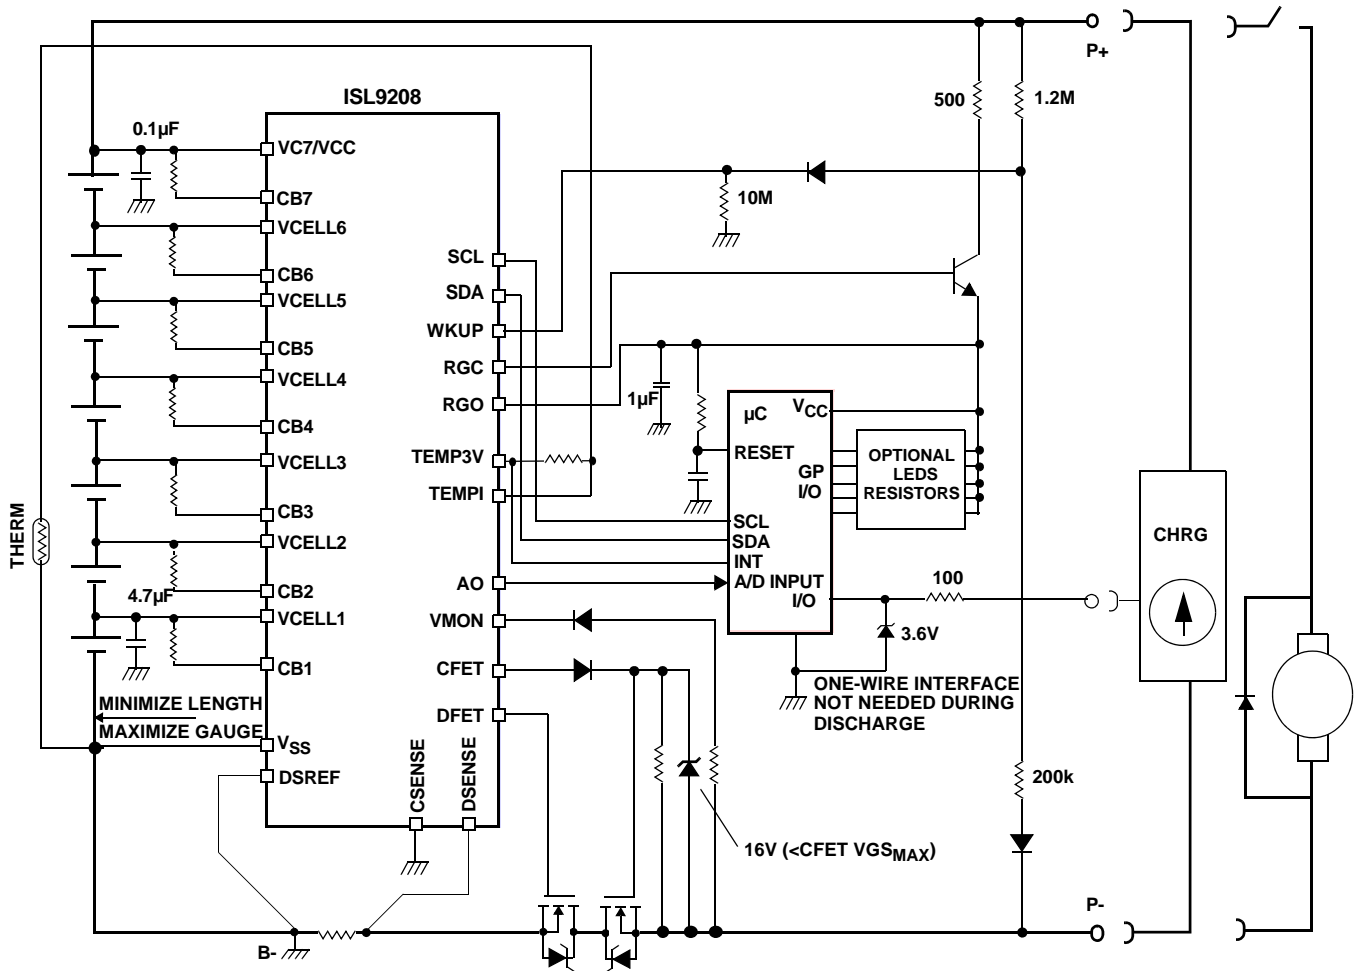 P+
ISL9208
500
1.2M
0.1µF
VC7/VCC
CB7
VCELL6
CB6
VCELL5
CB5
VCELL4
CB4
VCELL3
CB3
VCELL2
CB2
4.7µF
VCELL1
CB1
MINIMIZE LENGTH
MAXIMIZE GAUGE
VSS
DSREF
THERM
CSENSE
DSENSE
SCL
SDA
WKUP
RGC
RGO
TEMP3V
TEMPI
AO
VMON
CFET
DFET
10M
1µF
µC
VCC
RESET
GP
I/O
SCL
SDA
INT
A/D INPUT
I/O
OPTIONAL
LEDS
RESISTORS
100
3.6V
ONE-WIRE INTERFACE
NOT NEEDED DURING
DISCHARGE
CHRG
200k
16V (<CFET VGSMAX)
P-
B-